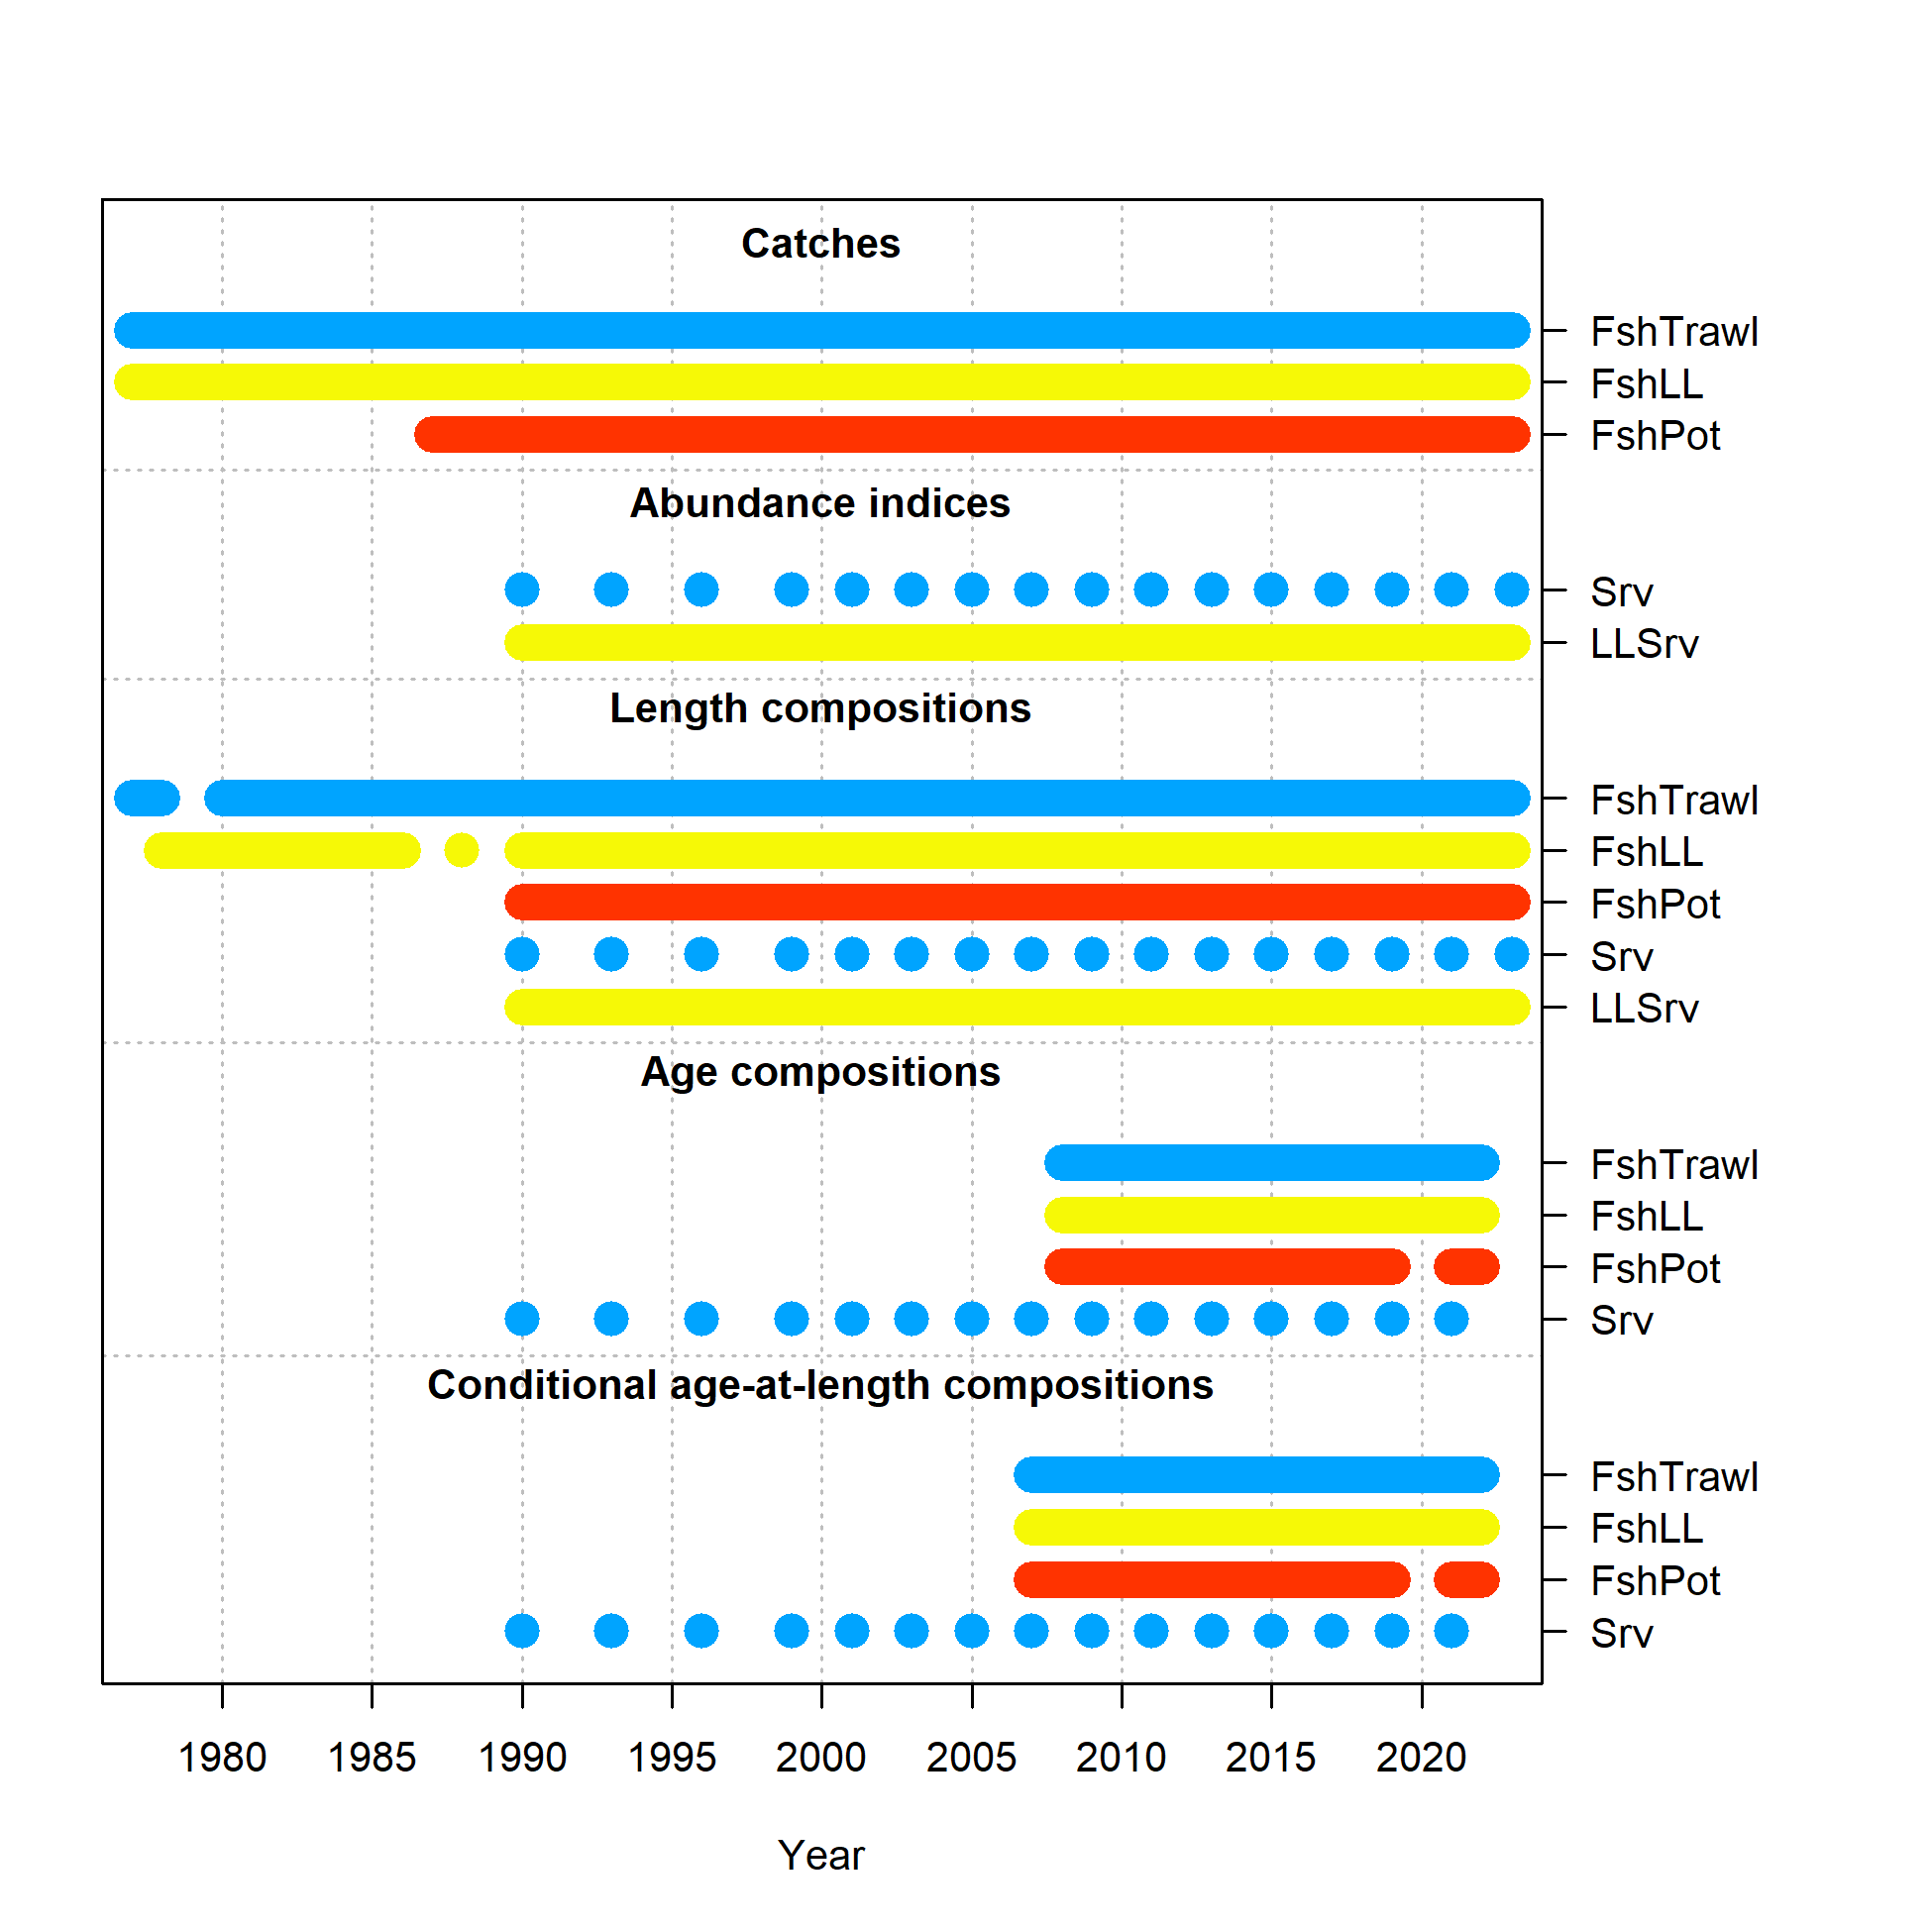 Catches
FshTrawl
FshLL
FshPot
Abundance indices
Srv
LLSrv
Length compositions
FshTrawl
FshLL
FshPot
Srv
LLSrv
Age compositions
FshTrawl
FshLL
FshPot
Srv
Conditional age-at-length compositions
FshTrawl
FshLL
FshPot
Srv
1980 1985 1990 1995 2000 2005 2010 2015 2020
Year